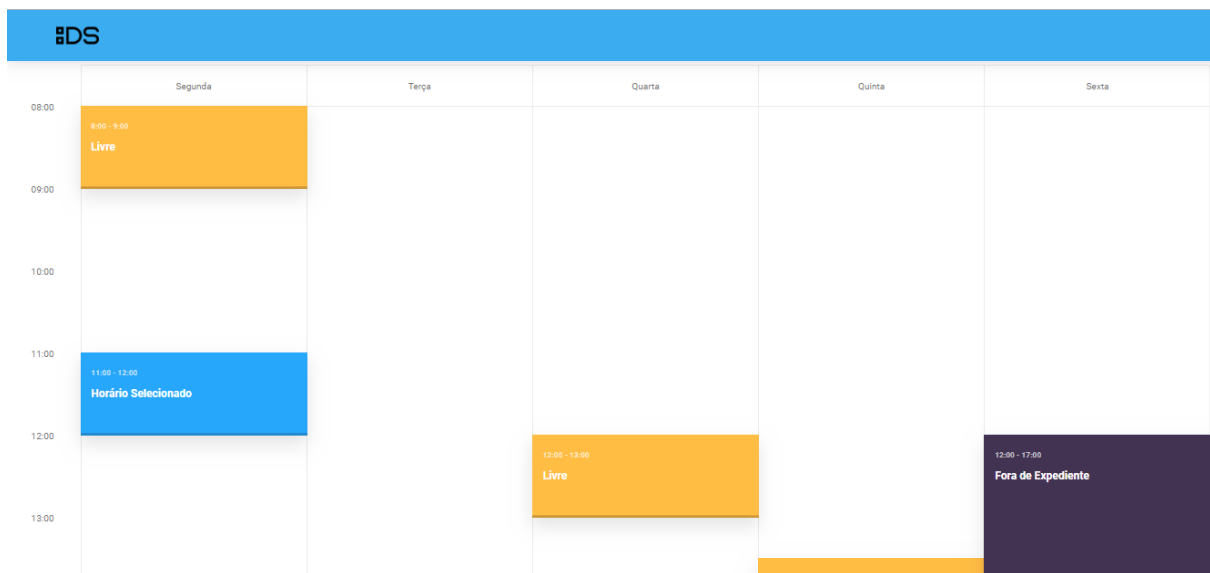 DS
Segunda Terça Quarta Quinta Sexta
08:00
8:00 - 9:00
Livre
09:00
10:00
11:00
11:00 - 12:00
Horário Selecionado
12:00
12:00 - 13:00
Livre
12:00 - 17:00
Fora de Expediente
13:00